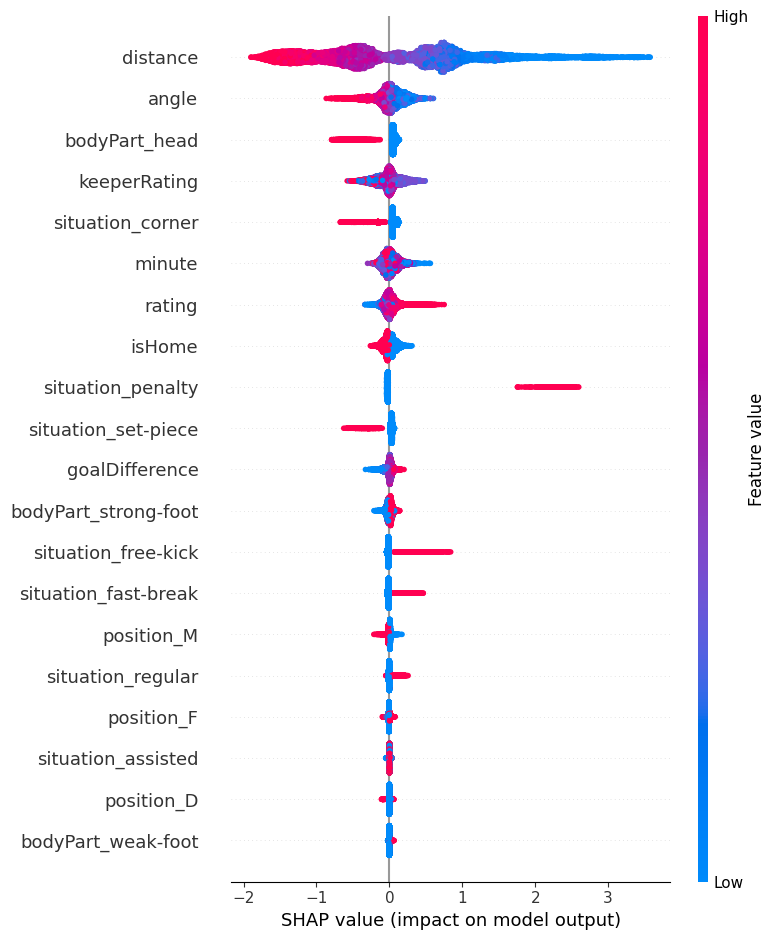 High
distance
angle
bodyPart_head
keeperRating
situation_corner
minute
rating
isHome
situation_penalty
situation_set-piece
goalDifference
bodyPart_strong-foot
situation_free-kick
situation_fast-break
position_M
situation_regular
position_F
situation_assisted
position_D
bodyPart_weak-foot
Feature value
Low
−2 −1 0 1 2 3
SHAP value (impact on model output)